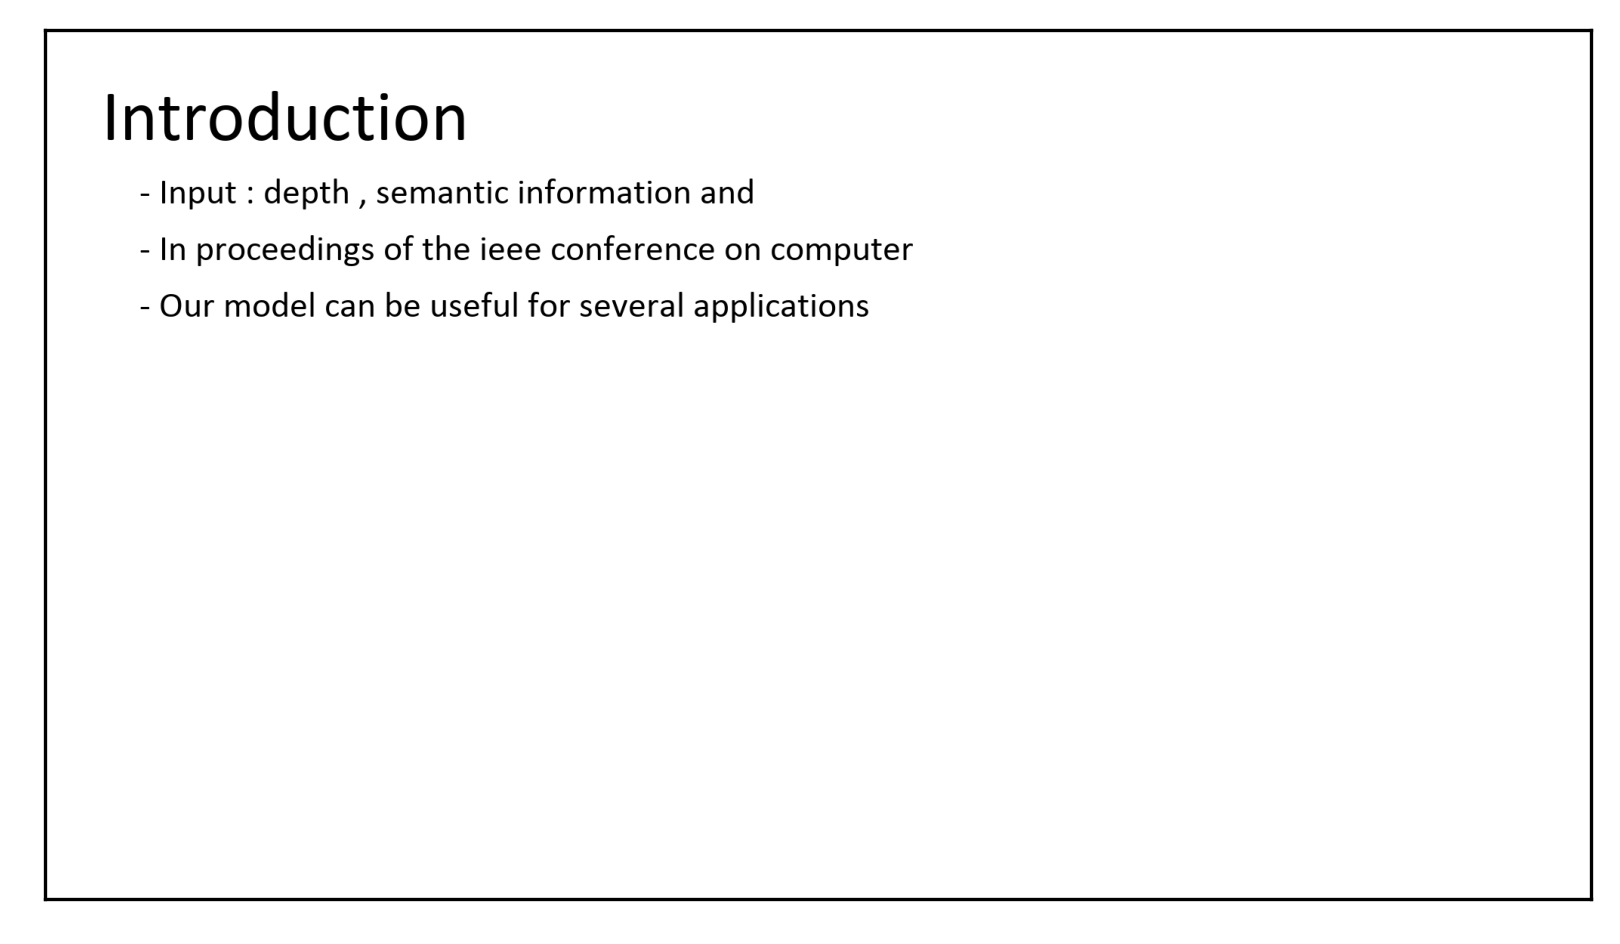 Introduction
- Input : depth , semantic information and
- In proceedings of the ieee conference on computer
- Our model can be useful for several applications